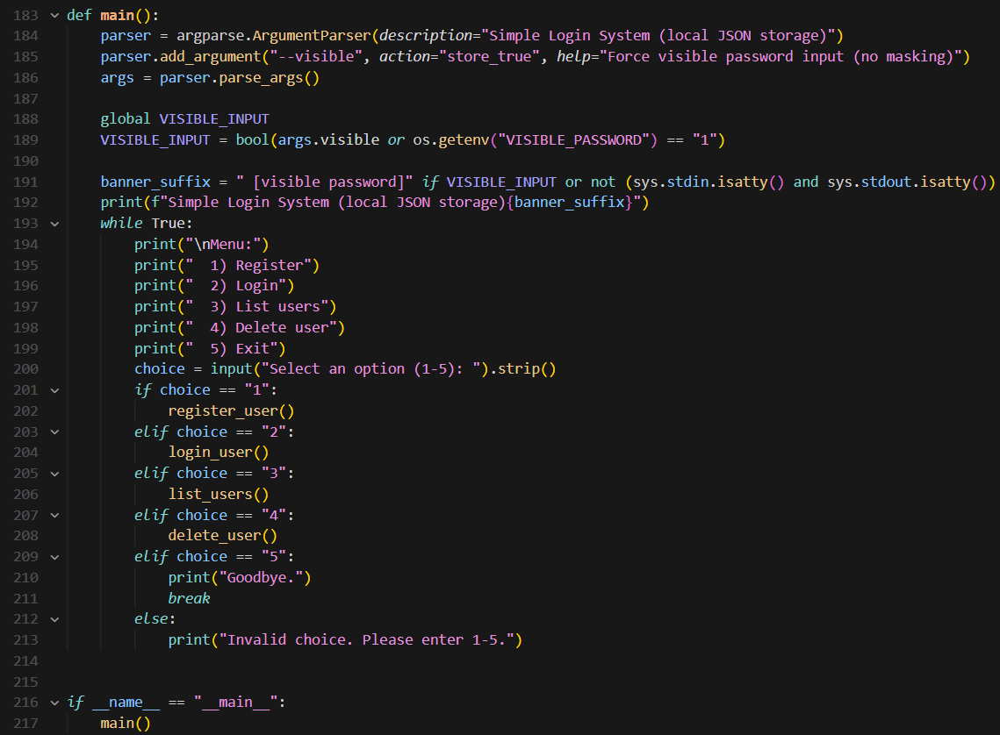 183 def main():
184     parser = argparse.ArgumentParser(description="Simple Login System (local JSON storage)")
185     parser.add_argument("--visible", action="store_true", help="Force visible password input (no masking)")
186     args = parser.parse_args()
187
188     global VISIBLE_INPUT
189     VISIBLE_INPUT = bool(args.visible or os.getenv("VISIBLE_PASSWORD") == "1")
190
191     banner_suffix = " [visible password]" if VISIBLE_INPUT or not (sys.stdin.isatty() and sys.stdout.isatty())
192     print(f"Simple Login System (local JSON storage){banner_suffix}")
193     while True:
194         print("\nMenu:")
195         print("  1) Register")
196         print("  2) Login")
197         print("  3) List users")
198         print("  4) Delete user")
199         print("  5) Exit")
200         choice = input("Select an option (1-5): ").strip()
201         if choice == "1":
202             register_user()
203         elif choice == "2":
204             login_user()
205         elif choice == "3":
206             list_users()
207         elif choice == "4":
208             delete_user()
209         elif choice == "5":
210             print("Goodbye.")
211             break
212         else:
213             print("Invalid choice. Please enter 1-5.")
214
215
216 if __name__ == "__main__":
217     main()